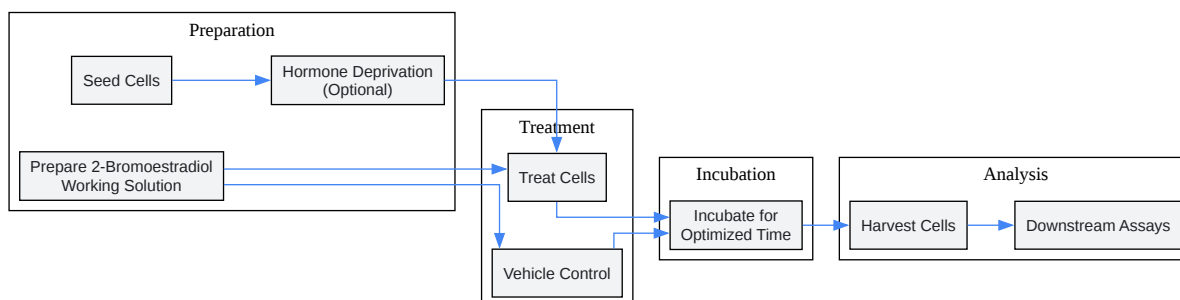 Preparation
Seed Cells
Hormone Deprivation
(Optional)
Prepare 2-Bromoestradiol
Working Solution
Treatment
Treat Cells
Vehicle Control
Incubation
Incubate for
Optimized Time
Analysis
Harvest Cells
Downstream Assays